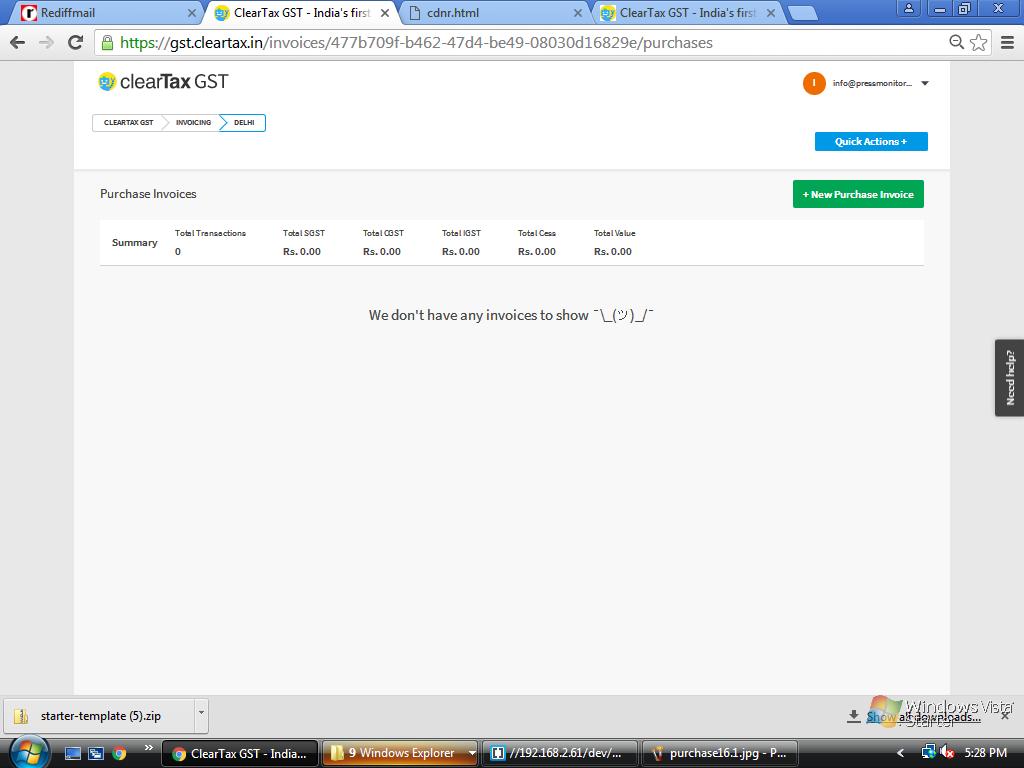 Rediffmail
ClearTax GST - India's first
cdnr.html
ClearTax GST - India's first
https://gst.cleartax.in/invoices/477b709f-b462-47d4-be49-08030d16829e/purchases
clearTax GST
I
info@pressmonitor...
CLEARTAX GST
INVOICING
DELHI
Quick Actions +
Purchase Invoices
+ New Purchase Invoice
Summary
Total Transactions
0
Total SGST
Rs. 0.00
Total CGST
Rs. 0.00
Total IGST
Rs. 0.00
Total Cess
Rs. 0.00
Total Value
Rs. 0.00
We don't have any invoices to show ¯\_(ツ)_/¯
Need help?
starter-template (5).zip
Show all downloads...
Windows Vista
Starter
ClearTax GST - India...
9 Windows Explorer
//192.168.2.61/dev/...
purchase16.1.jpg - P...
5:28 PM